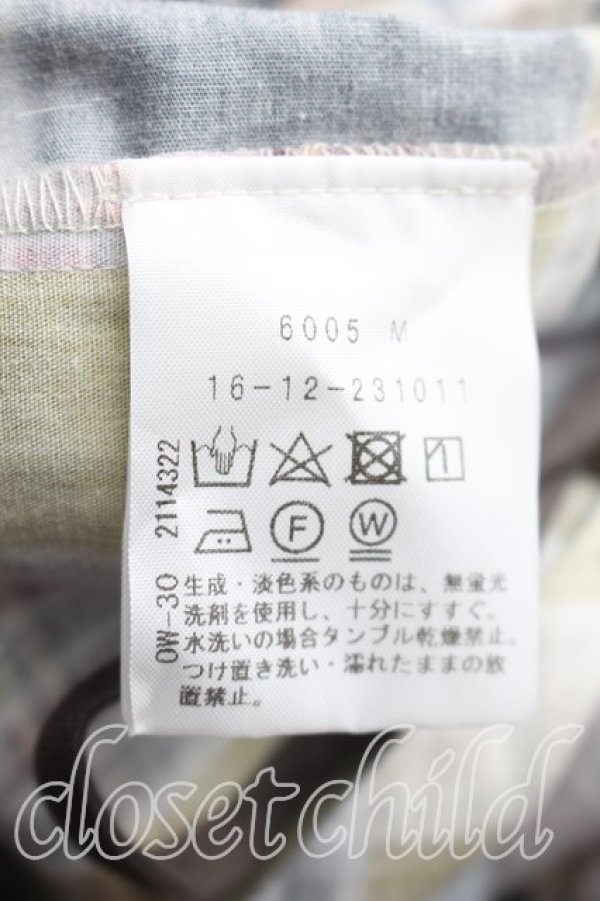 6005 M
16-12-231011
2114322
0W-30
F
W
生成・淡色系のものは、無蛍光
洗剤を使用し、十分にすすぐ。
水洗いの場合タンブル乾燥禁止。
つけ置き洗い・濡れたままの放
置禁止。
closet child